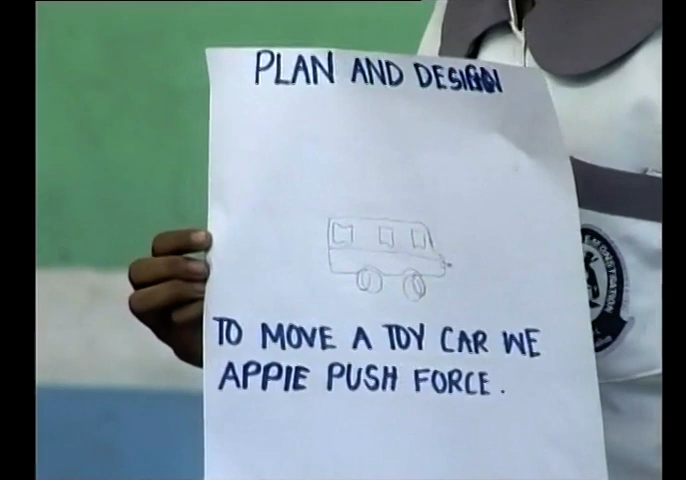 PLAN AND DESIGN
TO MOVE A TOY CAR WE
APPIE PUSH FORCE.